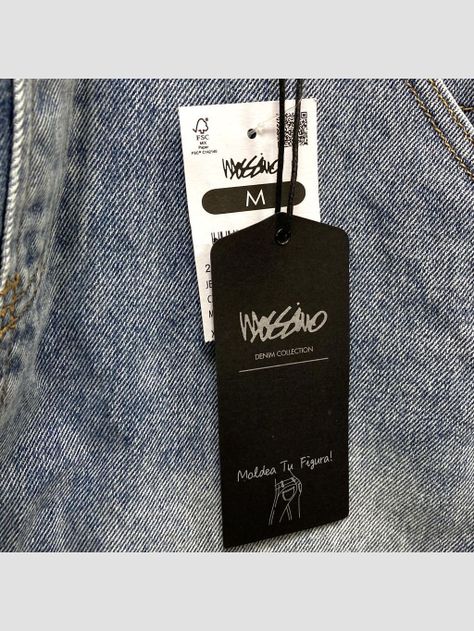 FSC
MIX
Paper
MOSSIMO
M
MOSSIMO
DENIM COLLECTION
Moldea Tu Figura!